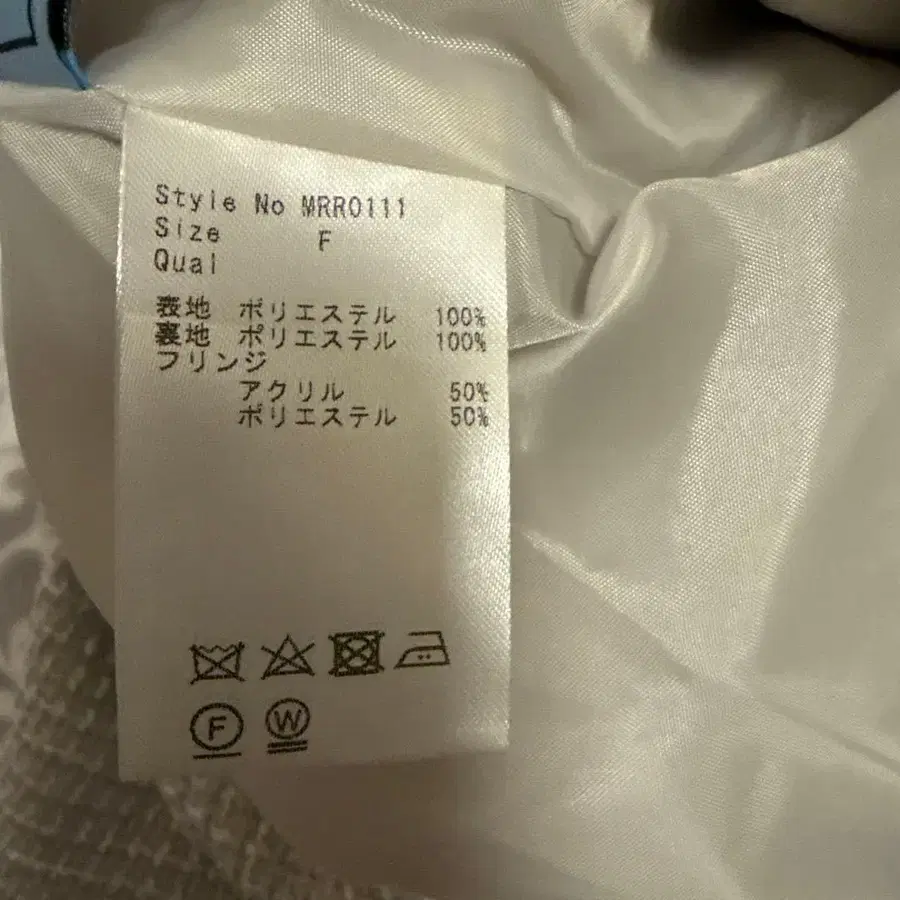 Style No MRR0111
Size F
Qual
表地 ポリエステル 100%
裏地 ポリエステル 100%
フリンジ
アクリル 50%
ポリエステル 50%
F W